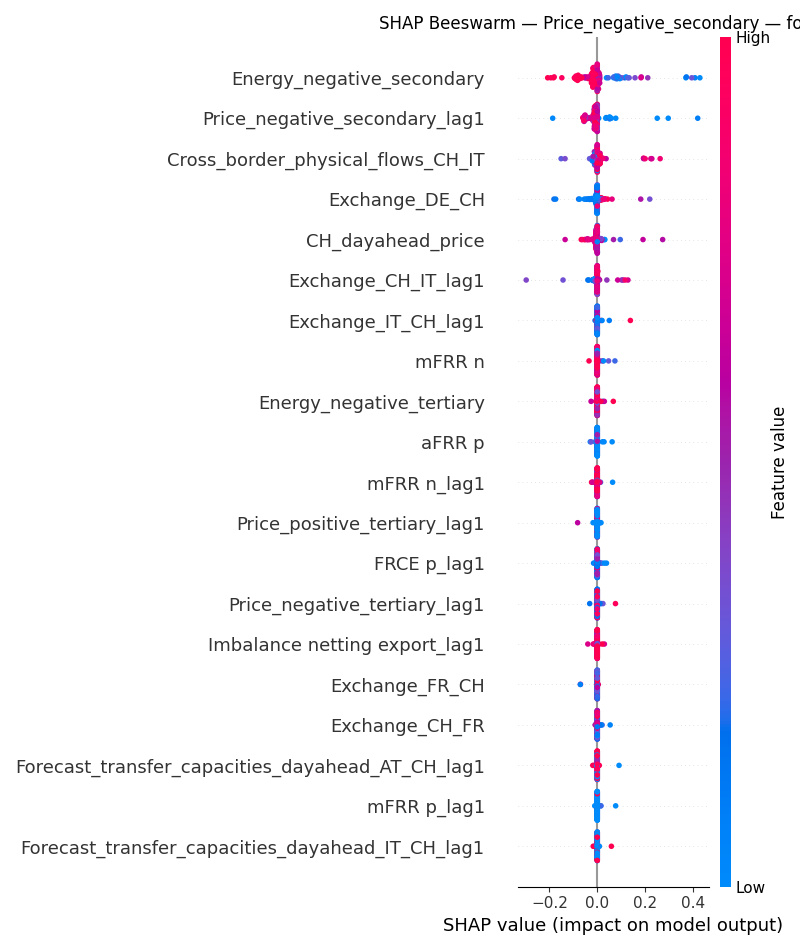 SHAP Beeswarm — Price_negative_secondary — fo
High
Energy_negative_secondary
Price_negative_secondary_lag1
Cross_border_physical_flows_CH_IT
Exchange_DE_CH
CH_dayahead_price
Exchange_CH_IT_lag1
Exchange_IT_CH_lag1
mFRR n
Energy_negative_tertiary
aFRR p
mFRR n_lag1
Price_positive_tertiary_lag1
FRCE p_lag1
Price_negative_tertiary_lag1
Imbalance netting export_lag1
Exchange_FR_CH
Exchange_CH_FR
Forecast_transfer_capacities_dayahead_AT_CH_lag1
mFRR p_lag1
Forecast_transfer_capacities_dayahead_IT_CH_lag1
Feature value
Low
−0.2 0.0 0.2 0.4
SHAP value (impact on model output)